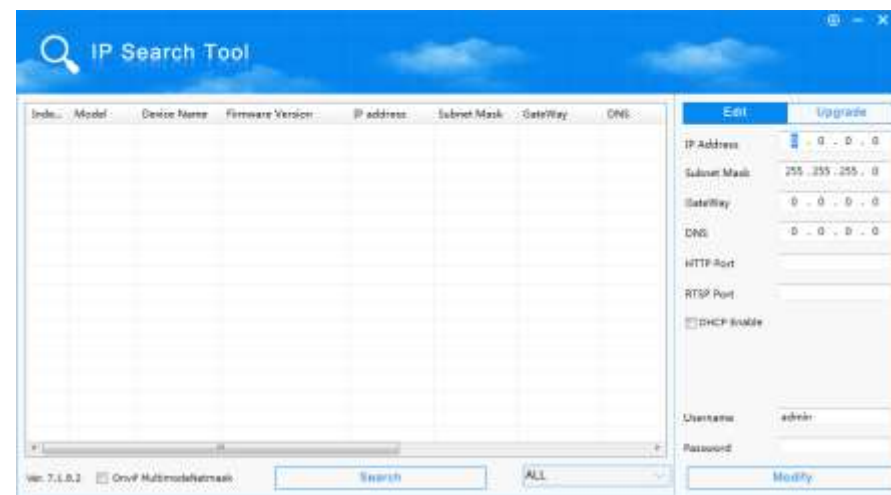 IP Search Tool
Inde... Model Device Name Firmware Version IP address Subnet Mask GateWay DNS
Edit Upgrade
IP Address 0 . 0 . 0 . 0
Subnet Mask 255 . 255 . 255 . 0
GateWay 0 . 0 . 0 . 0
DNS 0 . 0 . 0 . 0
HTTP Port
RTSP Port
DHCP Enable
Username admin
Password
Ver: 7.1.0.2 Onvif MultimodeNetmask Search ALL Modify